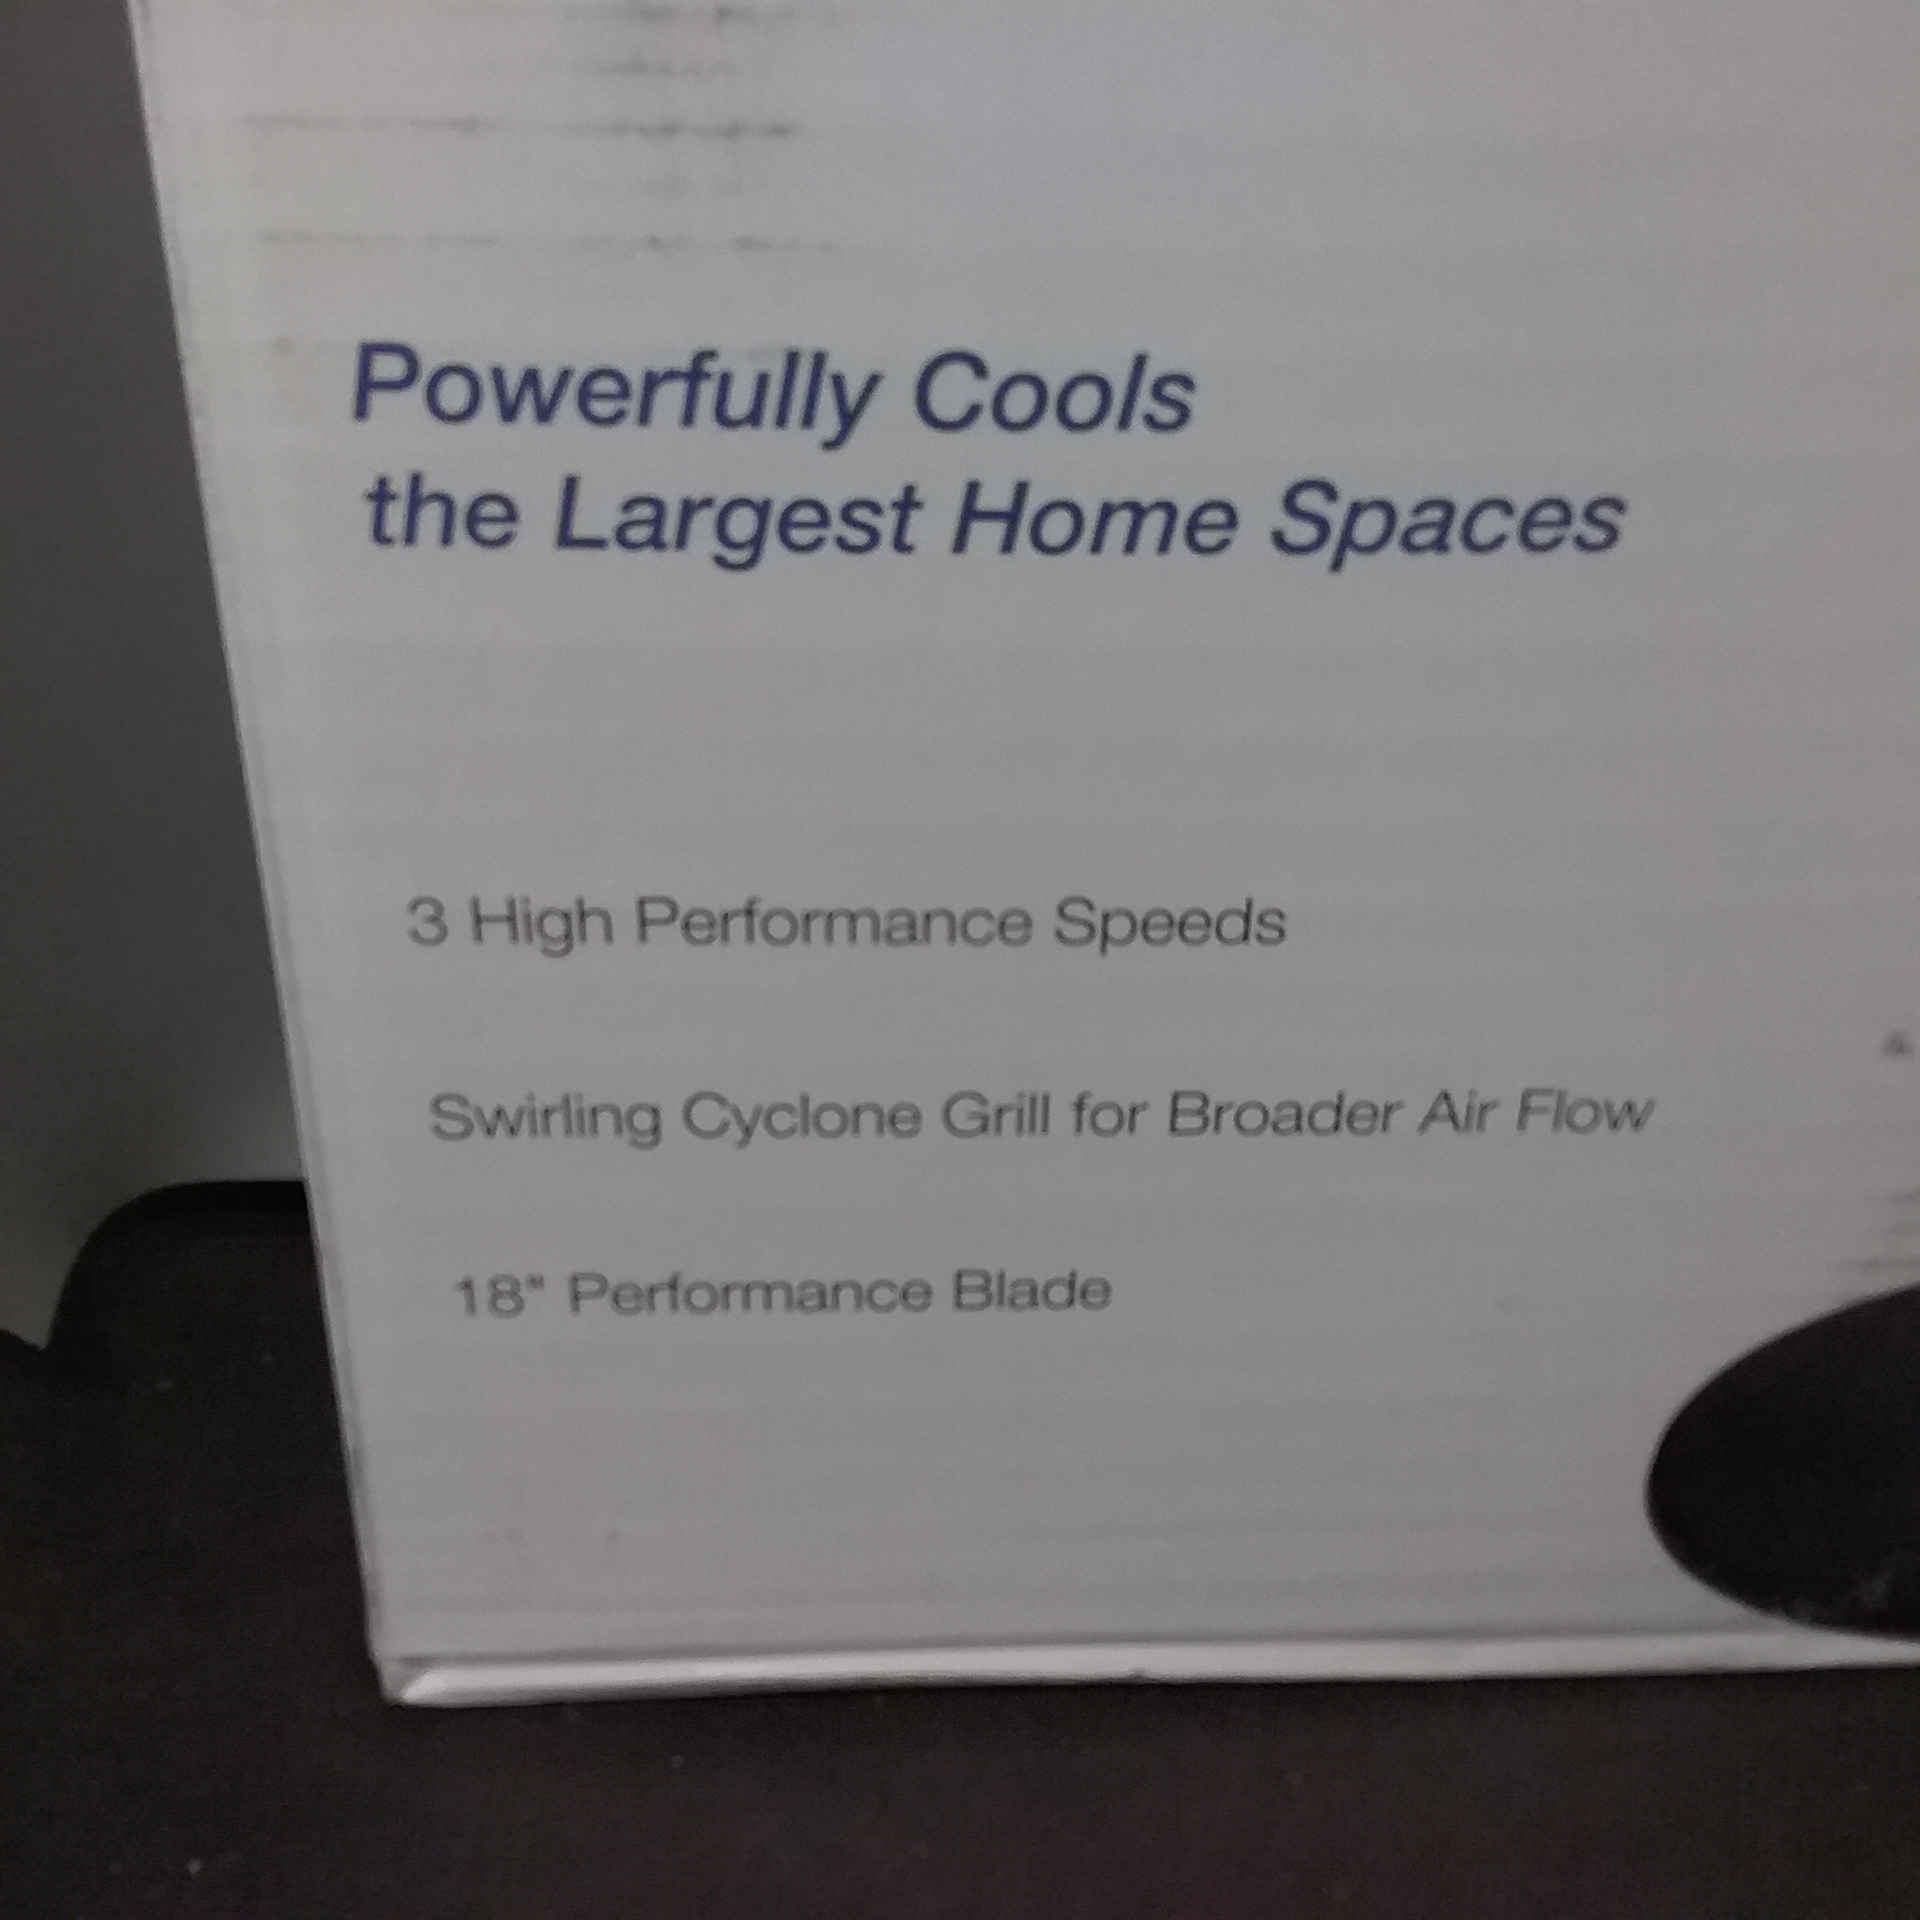 Powerfully Cools
the Largest Home Spaces
3 High Performance Speeds
Swirling Cyclone Grill for Broader Air Flow
18" Performance Blade